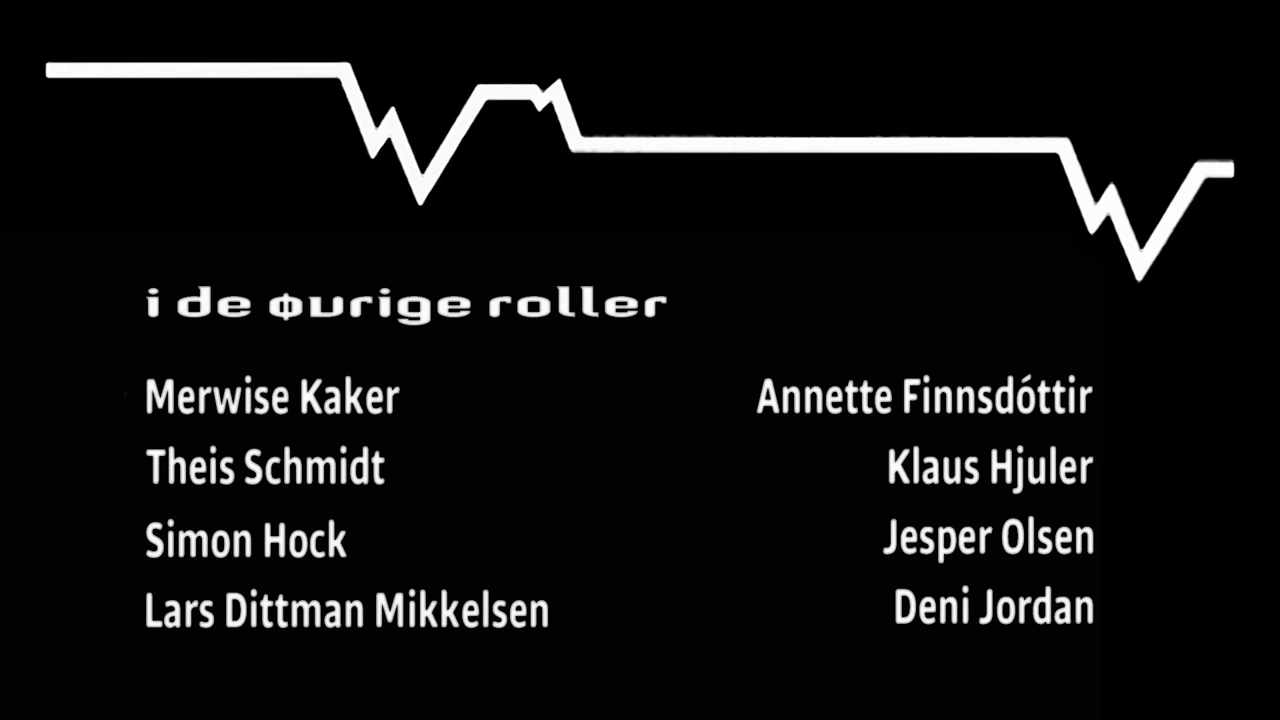 i de øvrige roller
Merwise Kaker
Annette Finnsdóttir
Theis Schmidt
Klaus Hjuler
Simon Hock
Jesper Olsen
Lars Dittman Mikkelsen
Deni Jordan